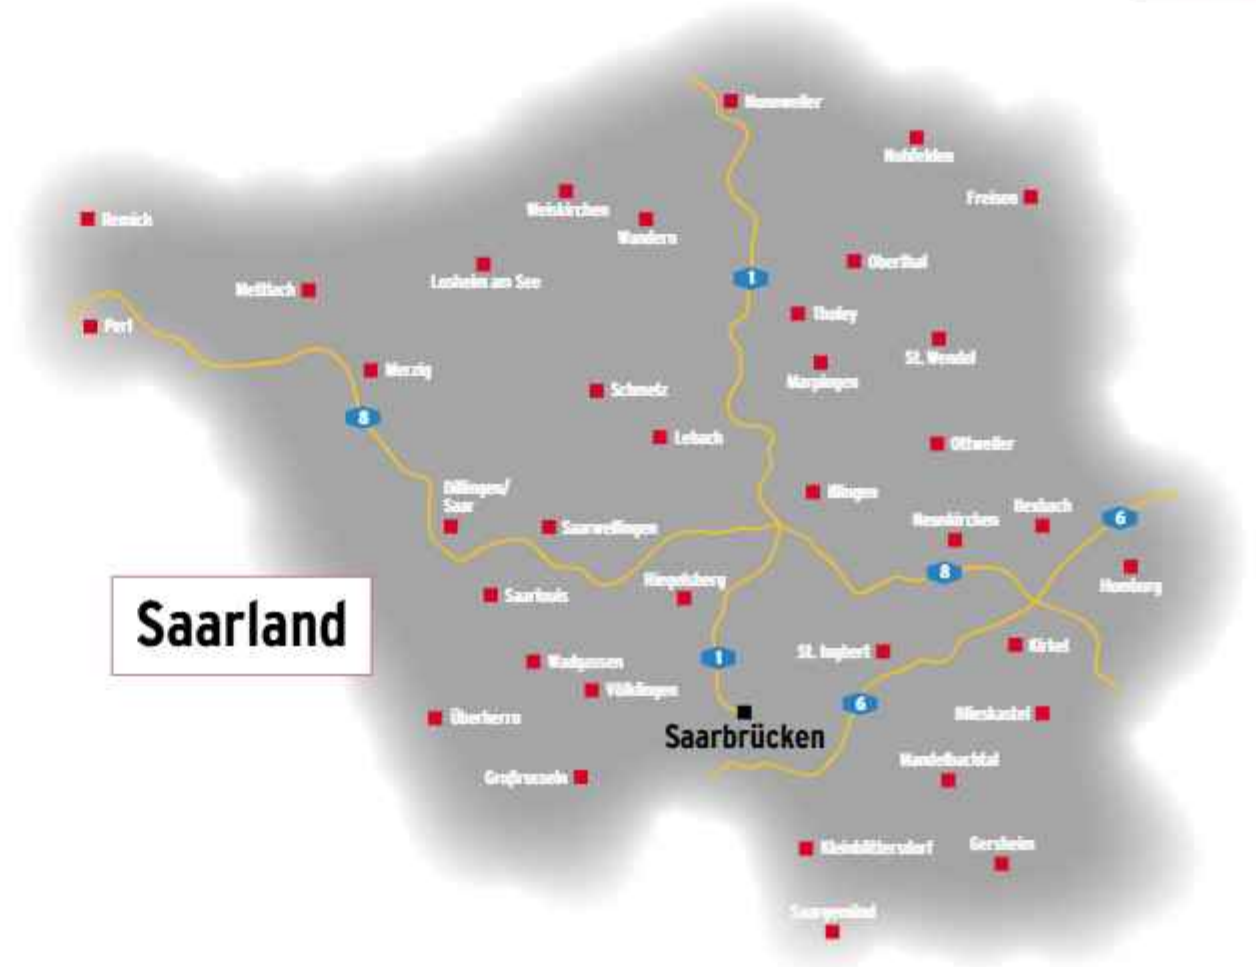 Nonnweiler
Nohfelden
Freisen
Weiskirchen
Remich
Wandern
Oberthal
Losheim am See
Mettlach
1
Tholey
Perl
St. Wendel
Merzig
Marpingen
Schmelz
8
Lebach
Ottweiler
Dillingen/
Saar
Illingen
Bexbach
Neunkirchen
6
Saarwellingen
8
Riegelsberg
Homburg
Saarlouis
Saarland
Kirkel
St. Ingbert
1
Wadgassen
Völklingen
6
Blieskastel
Überherrn
Saarbrücken
Mandelbachtal
Großrosseln
Kleinblittersdorf
Gersheim
Saargemünd